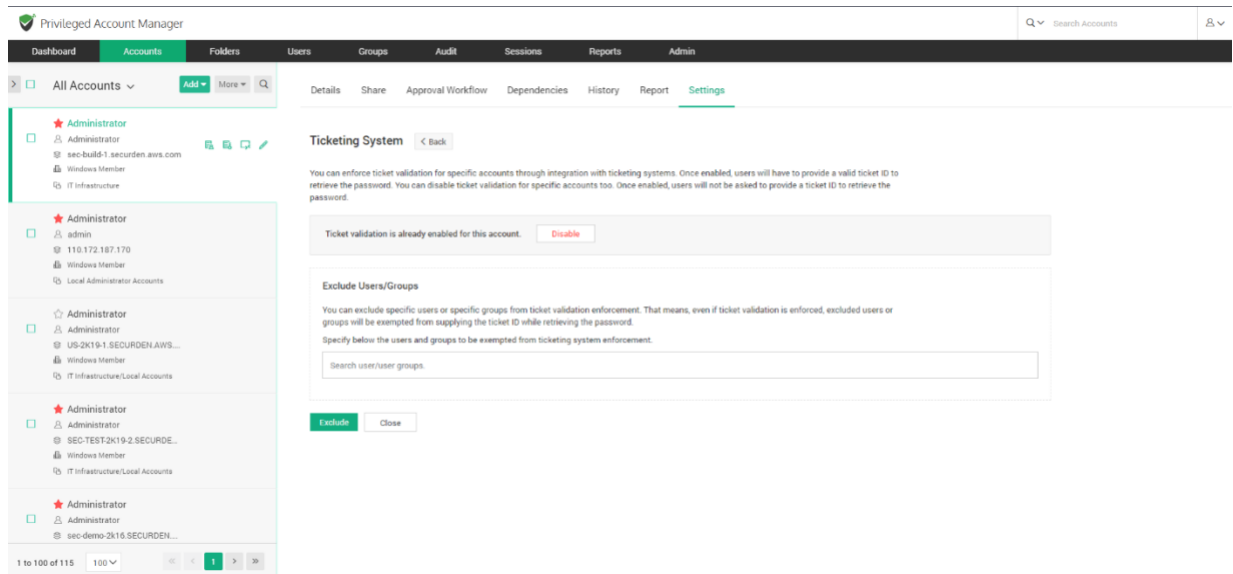 Privileged Account Manager
Search Accounts
Dashboard Accounts Folders Users Groups Audit Sessions Reports Admin
All Accounts
Add
More
Administrator
Administrator
sec-build-1.securden.aws.com
Windows Member
IT Infrastructure
Administrator
admin
110.172.187.170
Windows Member
Local Administrator Accounts
Administrator
Administrator
US-2K19-1.SECURDEN.AWS....
Windows Member
IT Infrastructure/Local Accounts
Administrator
Administrator
SEC-TEST-2K19-2.SECURDE...
Windows Member
IT Infrastructure/Local Accounts
Administrator
Administrator
sec-demo-2k16.SECURDEN....
1 to 100 of 115
100
« < 1 > »
Details Share Approval Workflow Dependencies History Report Settings
Ticketing System
< Back
You can enforce ticket validation for specific accounts through integration with ticketing systems. Once enabled, users will have to provide a valid ticket ID to
retrieve the password. You can disable ticket validation for specific accounts too. Once enabled, users will not be asked to provide a ticket ID to retrieve the
password.
Ticket validation is already enabled for this account.
Disable
Exclude Users/Groups
You can exclude specific users or specific groups from ticket validation enforcement. That means, even if ticket validation is enforced, excluded users or
groups will be exempted from supplying the ticket ID while retrieving the password.
Specify below the users and groups to be exempted from ticketing system enforcement.
Search user/user groups.
Exclude
Close